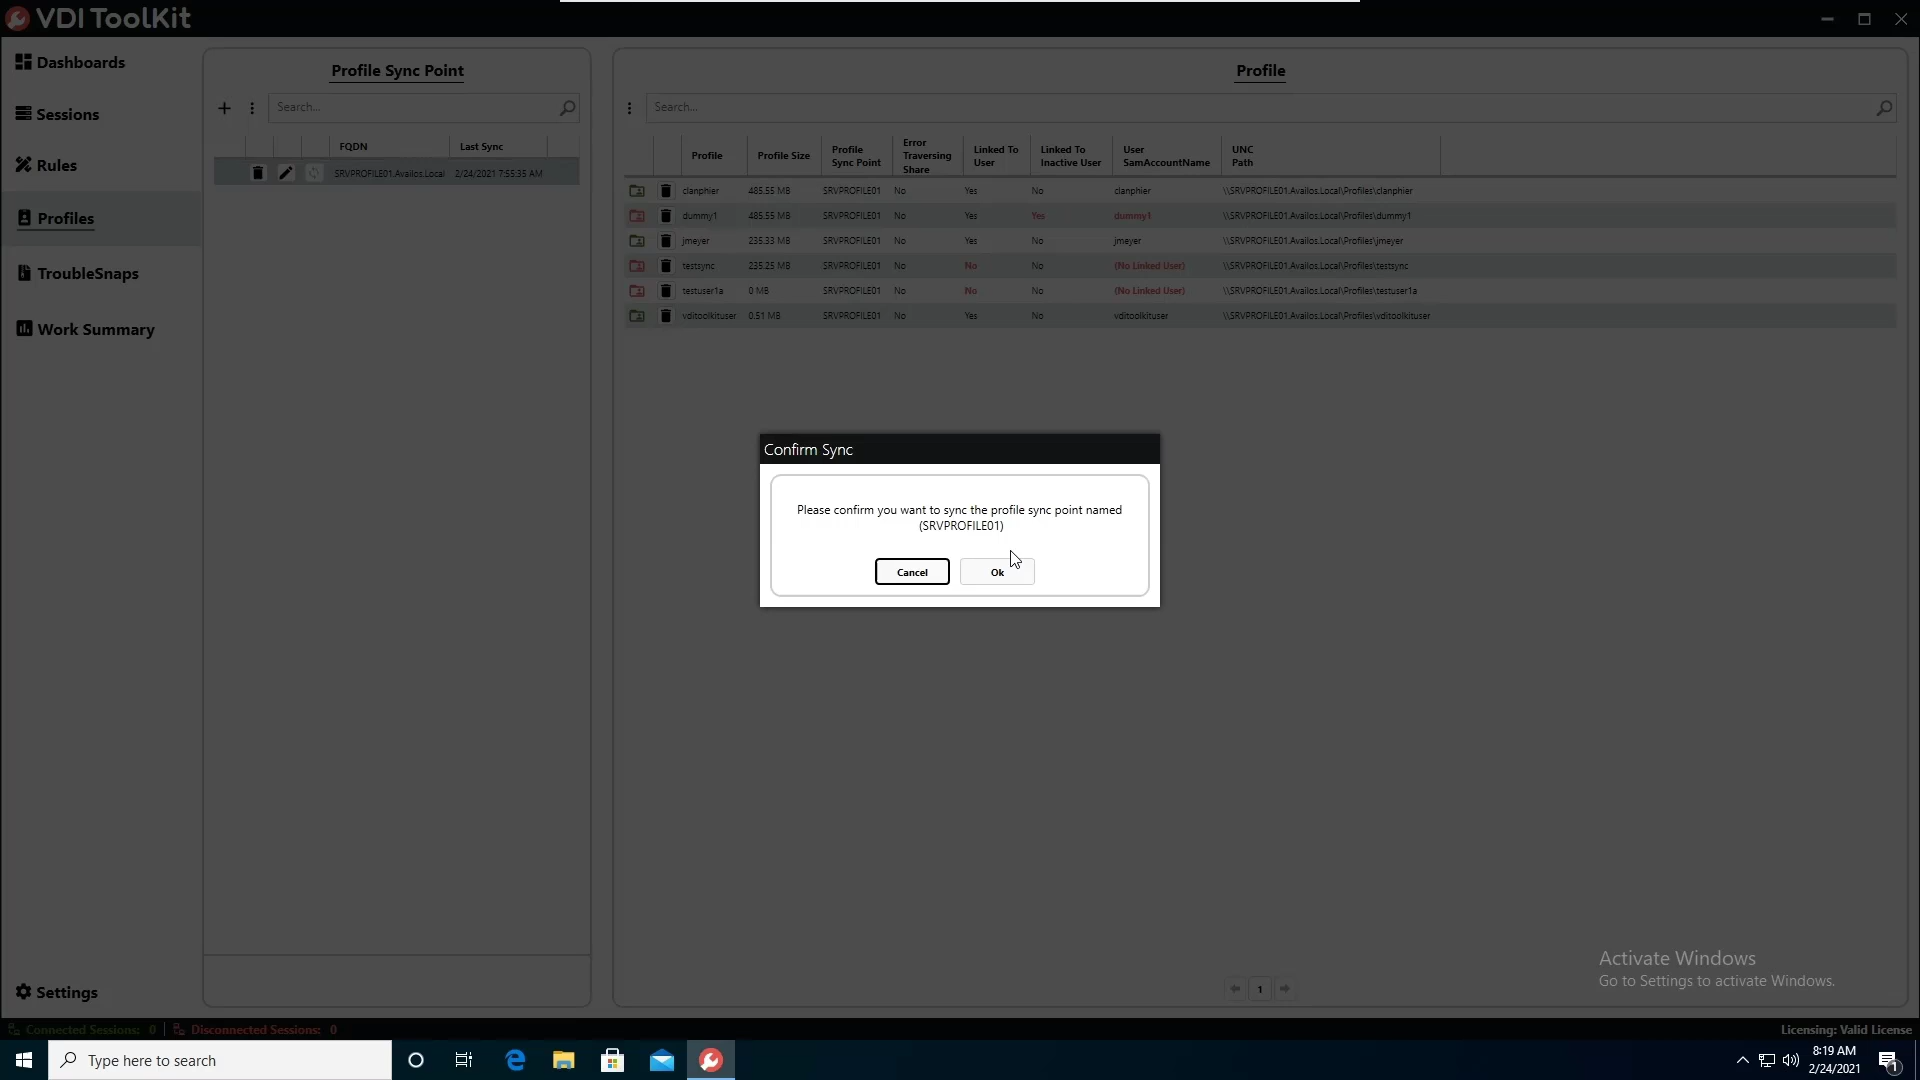 VDI ToolKit
Dashboards
Sessions
Rules
Profiles
TroubleSnaps
Work Summary
Settings
Profile Sync Point
Search...
FQDN Last Sync
SRVPROFILE01.Availos.Local 2/24/2021 7:55:35 AM
Profile
Search...
Profile Profile Size Profile Sync Point Error Traversing Share Linked To User Linked To Inactive User User SamAccountName UNC Path
clanphier 485.55 MB SRVPROFILE01 No Yes No clanphier \\SRVPROFILE01.Availos.Local\Profiles\clanphier
dummy1 485.55 MB SRVPROFILE01 No Yes Yes dummy1 \\SRVPROFILE01.Availos.Local\Profiles\dummy1
jmeyer 235.33 MB SRVPROFILE01 No Yes No jmeyer \\SRVPROFILE01.Availos.Local\Profiles\jmeyer
testsync 235.25 MB SRVPROFILE01 No No No (No Linked User) \\SRVPROFILE01.Availos.Local\Profiles\testsync
testuser1a 0 MB SRVPROFILE01 No No No (No Linked User) \\SRVPROFILE01.Availos.Local\Profiles\testuser1a
vditoolkituser 0.51 MB SRVPROFILE01 No Yes No vditoolkituser \\SRVPROFILE01.Availos.Local\Profiles\vditoolkituser
Confirm Sync
Please confirm you want to sync the profile sync point named
(SRVPROFILE01)
Cancel Ok
Activate Windows
Go to Settings to activate Windows.
1
Connected Sessions: 0 Disconnected Sessions: 0 Licensing: Valid License
Type here to search
8:19 AM
2/24/2021
1